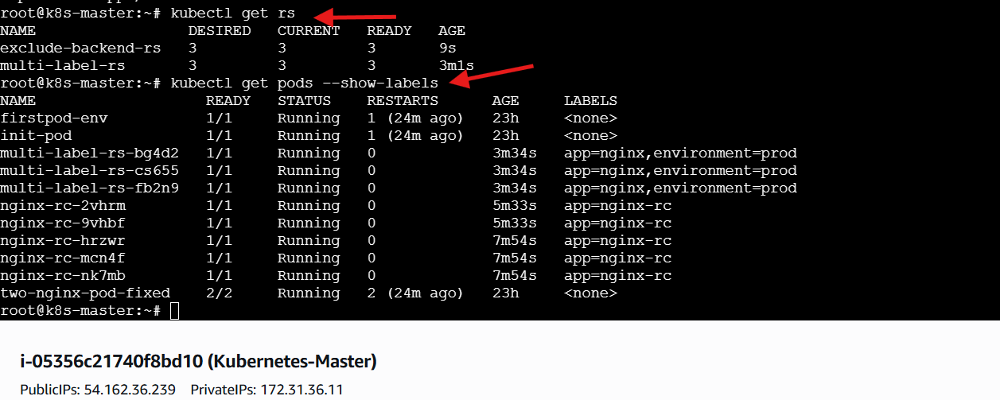 root@k8s-master:~# kubectl get rs
NAME DESIRED CURRENT READY AGE
exclude-backend-rs 3 3 3 9s
multi-label-rs 3 3 3 3m1s
root@k8s-master:~# kubectl get pods --show-labels
NAME READY STATUS RESTARTS AGE LABELS
firstpod-env 1/1 Running 1 (24m ago) 23h <none>
init-pod 1/1 Running 1 (24m ago) 23h <none>
multi-label-rs-bg4d2 1/1 Running 0 3m34s app=nginx,environment=prod
multi-label-rs-cs655 1/1 Running 0 3m34s app=nginx,environment=prod
multi-label-rs-fb2n9 1/1 Running 0 3m34s app=nginx,environment=prod
nginx-rc-2vhrm 1/1 Running 0 5m33s app=nginx-rc
nginx-rc-9vhbf 1/1 Running 0 5m33s app=nginx-rc
nginx-rc-hrzwr 1/1 Running 0 7m54s app=nginx-rc
nginx-rc-mcn4f 1/1 Running 0 7m54s app=nginx-rc
nginx-rc-nk7mb 1/1 Running 0 7m54s app=nginx-rc
two-nginx-pod-fixed 2/2 Running 2 (24m ago) 23h <none>
root@k8s-master:~#
i-05356c21740f8bd10 (Kubernetes-Master)
PublicIPs: 54.162.36.239 PrivateIPs: 172.31.36.11